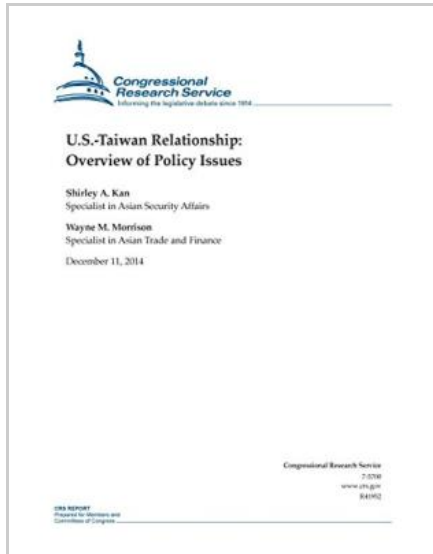 Congressional
Research Service
Informing the legislative debate since 1914
U.S.-Taiwan Relationship:
Overview of Policy Issues
Shirley A. Kan
Specialist in Asian Security Affairs
Wayne M. Morrison
Specialist in Asian Trade and Finance
December 11, 2014
Congressional Research Service
7-5700
www.crs.gov
R41952
CRS REPORT
Prepared for Members and
Committees of Congress